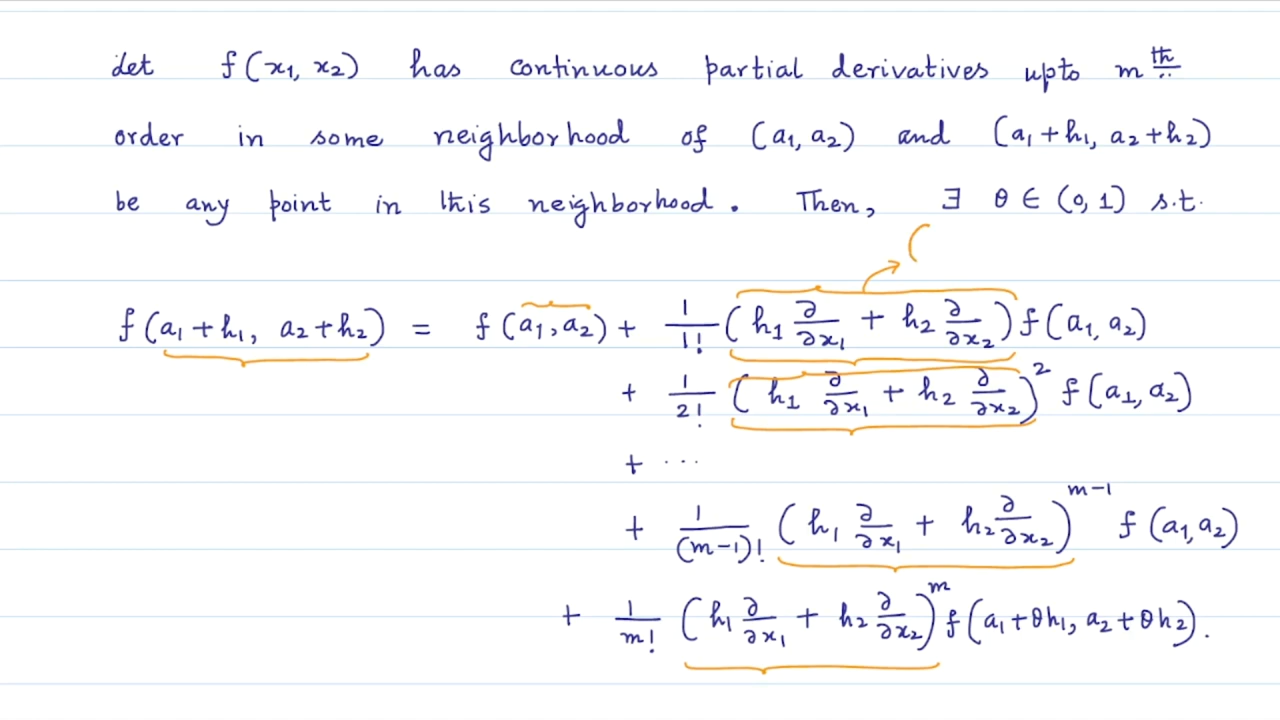 Let f(x₁, x₂) has continuous partial derivatives upto mᵗʰ
order in some neighborhood of (a₁, a₂) and (a₁ + h₁, a₂ + h₂)
be any point in this neighborhood. Then, ∃ θ ∈ (0, 1) s.t.
(
f(a₁ + h₁, a₂ + h₂) = f(a₁, a₂) + 1/1! (h₁ ∂/∂x₁ + h₂ ∂/∂x₂) f(a₁, a₂)
+ 1/2! (h₁ ∂/∂x₁ + h₂ ∂/∂x₂)² f(a₁, a₂)
+ ...
+ 1/(m-1)! (h₁ ∂/∂x₁ + h₂ ∂/∂x₂)ᵐ⁻¹ f(a₁, a₂)
+ 1/m! (h₁ ∂/∂x₁ + h₂ ∂/∂x₂)ᵐ f(a₁ + θh₁, a₂ + θh₂).